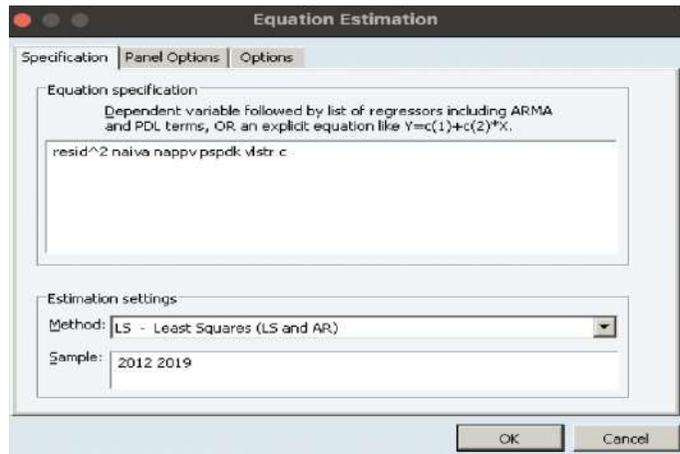 Equation Estimation
Specification Panel Options Options
Equation specification
Dependent variable followed by list of regressors including ARMA
and PDL terms, OR an explicit equation like Y=c(1)+c(2)*X.
resid^2 naiva nappv pspdk vlstr c
Estimation settings
Method: LS - Least Squares (LS and AR)
Sample: 2012 2019
OK Cancel